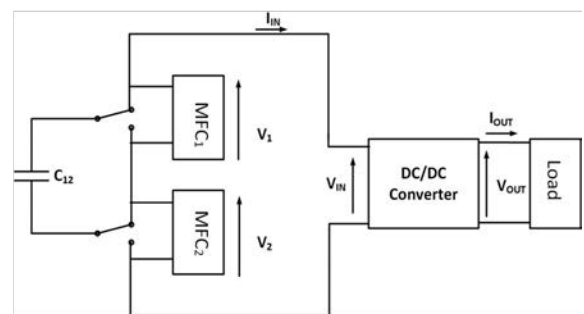 I_IN
MFC₁
V₁
I_OUT
C₁₂
V_IN
DC/DC
Converter
V_OUT
Load
MFC₂
V₂